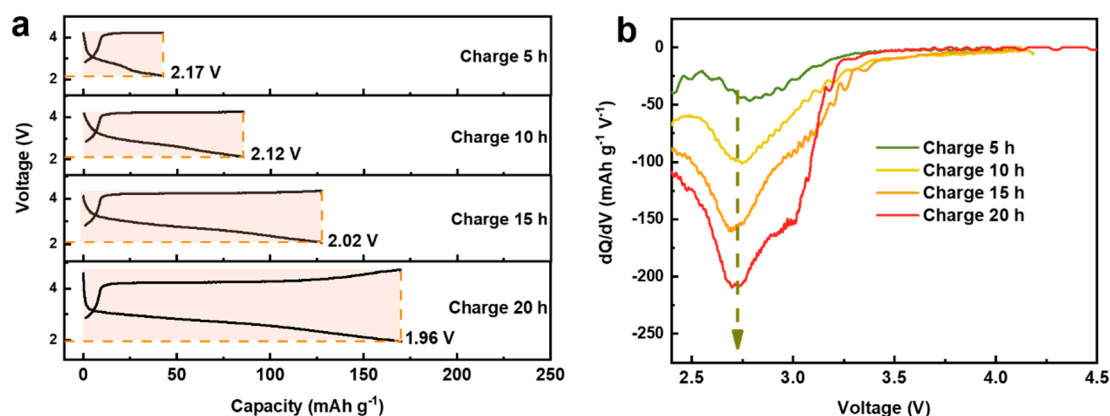 a
Voltage (V)
4
2
2.17 V
Charge 5 h
4
2
2.12 V
Charge 10 h
4
2
2.02 V
Charge 15 h
4
2
1.96 V
Charge 20 h
0 50 100 150 200 250
Capacity (mAh g⁻¹)
b
dQ/dV (mAh g⁻¹ V⁻¹)
0
-50
-100
-150
-200
-250
Charge 5 h
Charge 10 h
Charge 15 h
Charge 20 h
2.5 3.0 3.5 4.0 4.5
Voltage (V)